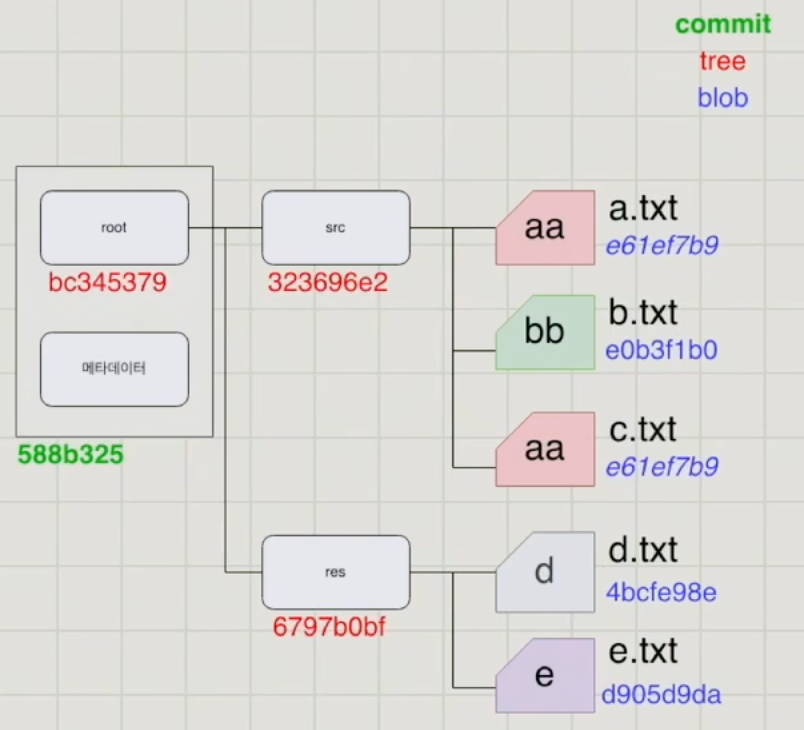 commit
tree
blob
root
bc345379
메타데이터
588b325
src
323696e2
aa
a.txt
e61ef7b9
bb
b.txt
e0b3f1b0
aa
c.txt
e61ef7b9
res
6797b0bf
d
d.txt
4bcfe98e
e
e.txt
d905d9da